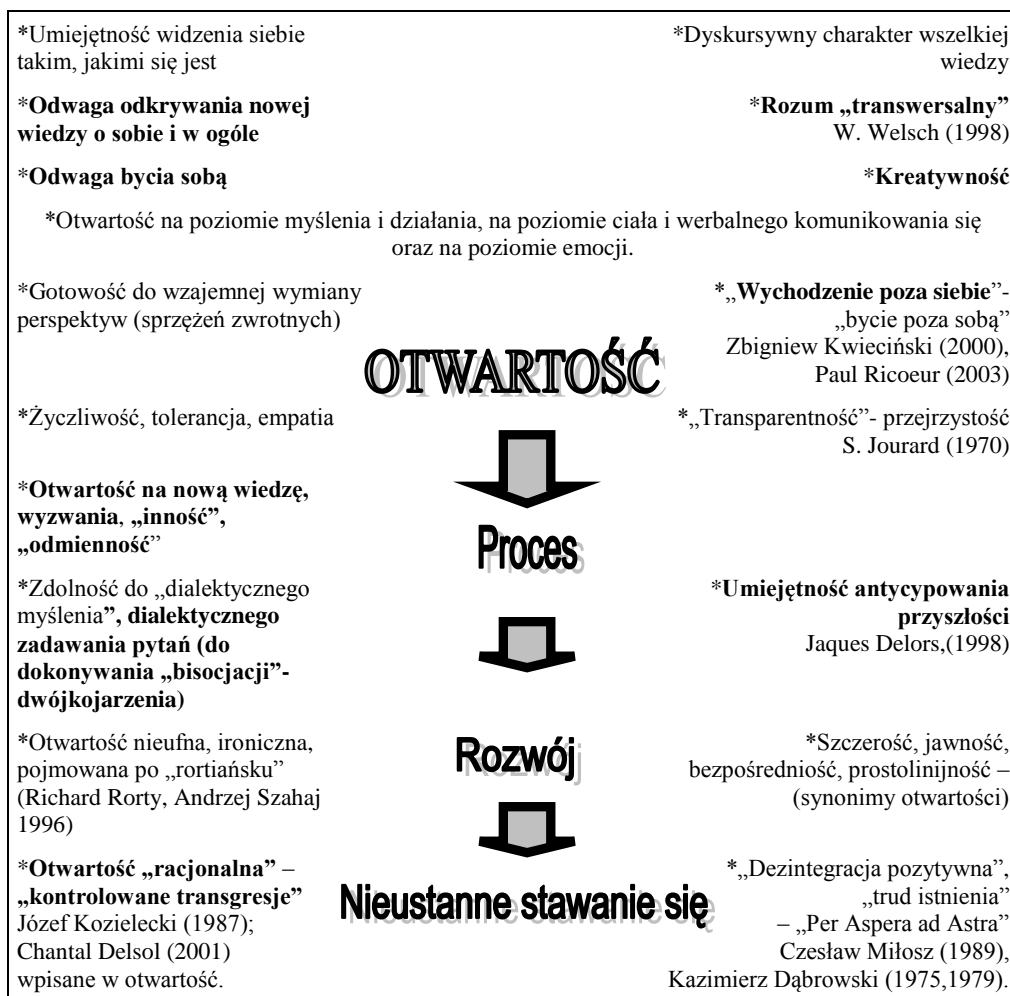 *Umiejętność widzenia siebie
takim, jakimi się jest
*Dyskursywny charakter wszelkiej
wiedzy
*Odwaga odkrywania nowej
wiedzy o sobie i w ogóle
*Rozum „transwersalny”
W. Welsch (1998)
*Odwaga bycia sobą
*Kreatywność
*Otwartość na poziomie myślenia i działania, na poziomie ciała i werbalnego komunikowania się
oraz na poziomie emocji.
*Gotowość do wzajemnej wymiany
perspektyw (sprzężeń zwrotnych)
*„Wychodzenie poza siebie”-
„bycie poza sobą”
Zbigniew Kwieciński (2000),
Paul Ricoeur (2003)
OTWARTOŚĆ
*Życzliwość, tolerancja, empatia
*„Transparentność”- przejrzystość
S. Jourard (1970)
*Otwartość na nową wiedzę,
wyzwania, „inność”,
„odmienność”
Proces
*Zdolność do „dialektycznego
myślenia”, dialektycznego
zadawania pytań (do
dokonywania „bisocjacji”-
dwójkojarzenia)
*Umiejętność antycypowania
przyszłości
Jaques Delors,(1998)
*Otwartość nieufna, ironiczna,
pojmowana po „rortiańsku”
(Richard Rorty, Andrzej Szahaj
1996)
Rozwój
*Szczerość, jawność,
bezpośredniość, prostolinijność –
(synonimy otwartości)
*Otwartość „racjonalna” –
„kontrolowane transgresje”
Józef Kozielecki (1987);
Chantal Delsol (2001)
wpisane w otwartość.
Nieustanne stawanie się
*„Dezintegracja pozytywna”,
„trud istnienia”
– „Per Aspera ad Astra”
Czesław Miłosz (1989),
Kazimierz Dąbrowski (1975,1979).